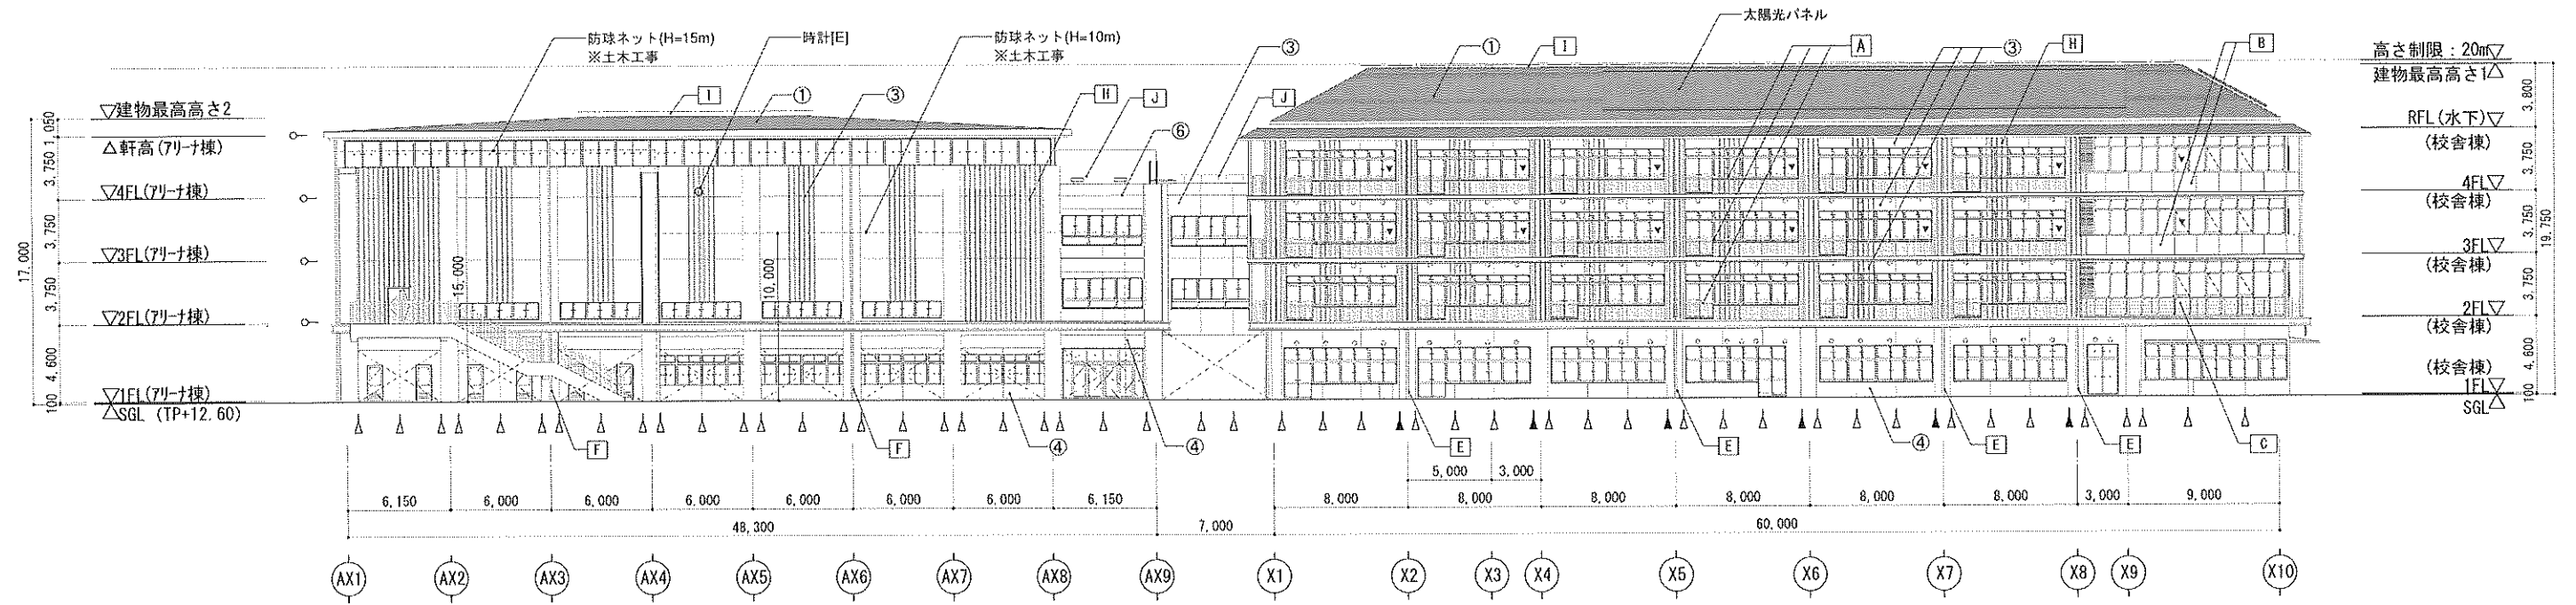 太陽光パネル
防球ネット(H=15m)
※土木工事
時計[E]
防球ネット(H=10m)
※土木工事
③
①
I
A
③
H
B
高さ制限：20m▽
建物最高高さ1△
▽建物最高高さ2
I
①
③
H
J
⑥
J
RFL(水下)▽
(校舎棟)
△軒高(ｱﾘｰﾅ棟)
▽4FL(ｱﾘｰﾅ棟)
4FL▽
(校舎棟)
▽3FL(ｱﾘｰﾅ棟)
3FL▽
(校舎棟)
▽2FL(ｱﾘｰﾅ棟)
2FL▽
(校舎棟)
(校舎棟)
▽1FL(ｱﾘｰﾅ棟)
1FL▽
△SGL (TP+12.60)
SGL△
17,000
1,050
3,750
3,750
3,750
4,600
100
15,000
10,000
3,800
3,750
3,750
3,750
4,600
100
19,750
F
F
④
④
E
E
④
E
E
C
5,000
3,000
6,150
6,000
6,000
6,000
6,000
6,000
6,000
6,150
8,000
8,000
8,000
8,000
8,000
8,000
3,000
9,000
48,300
7,000
60,000
AX1
AX2
AX3
AX4
AX5
AX6
AX7
AX8
AX9
X1
X2
X3
X4
X5
X6
X7
X8
X9
X10